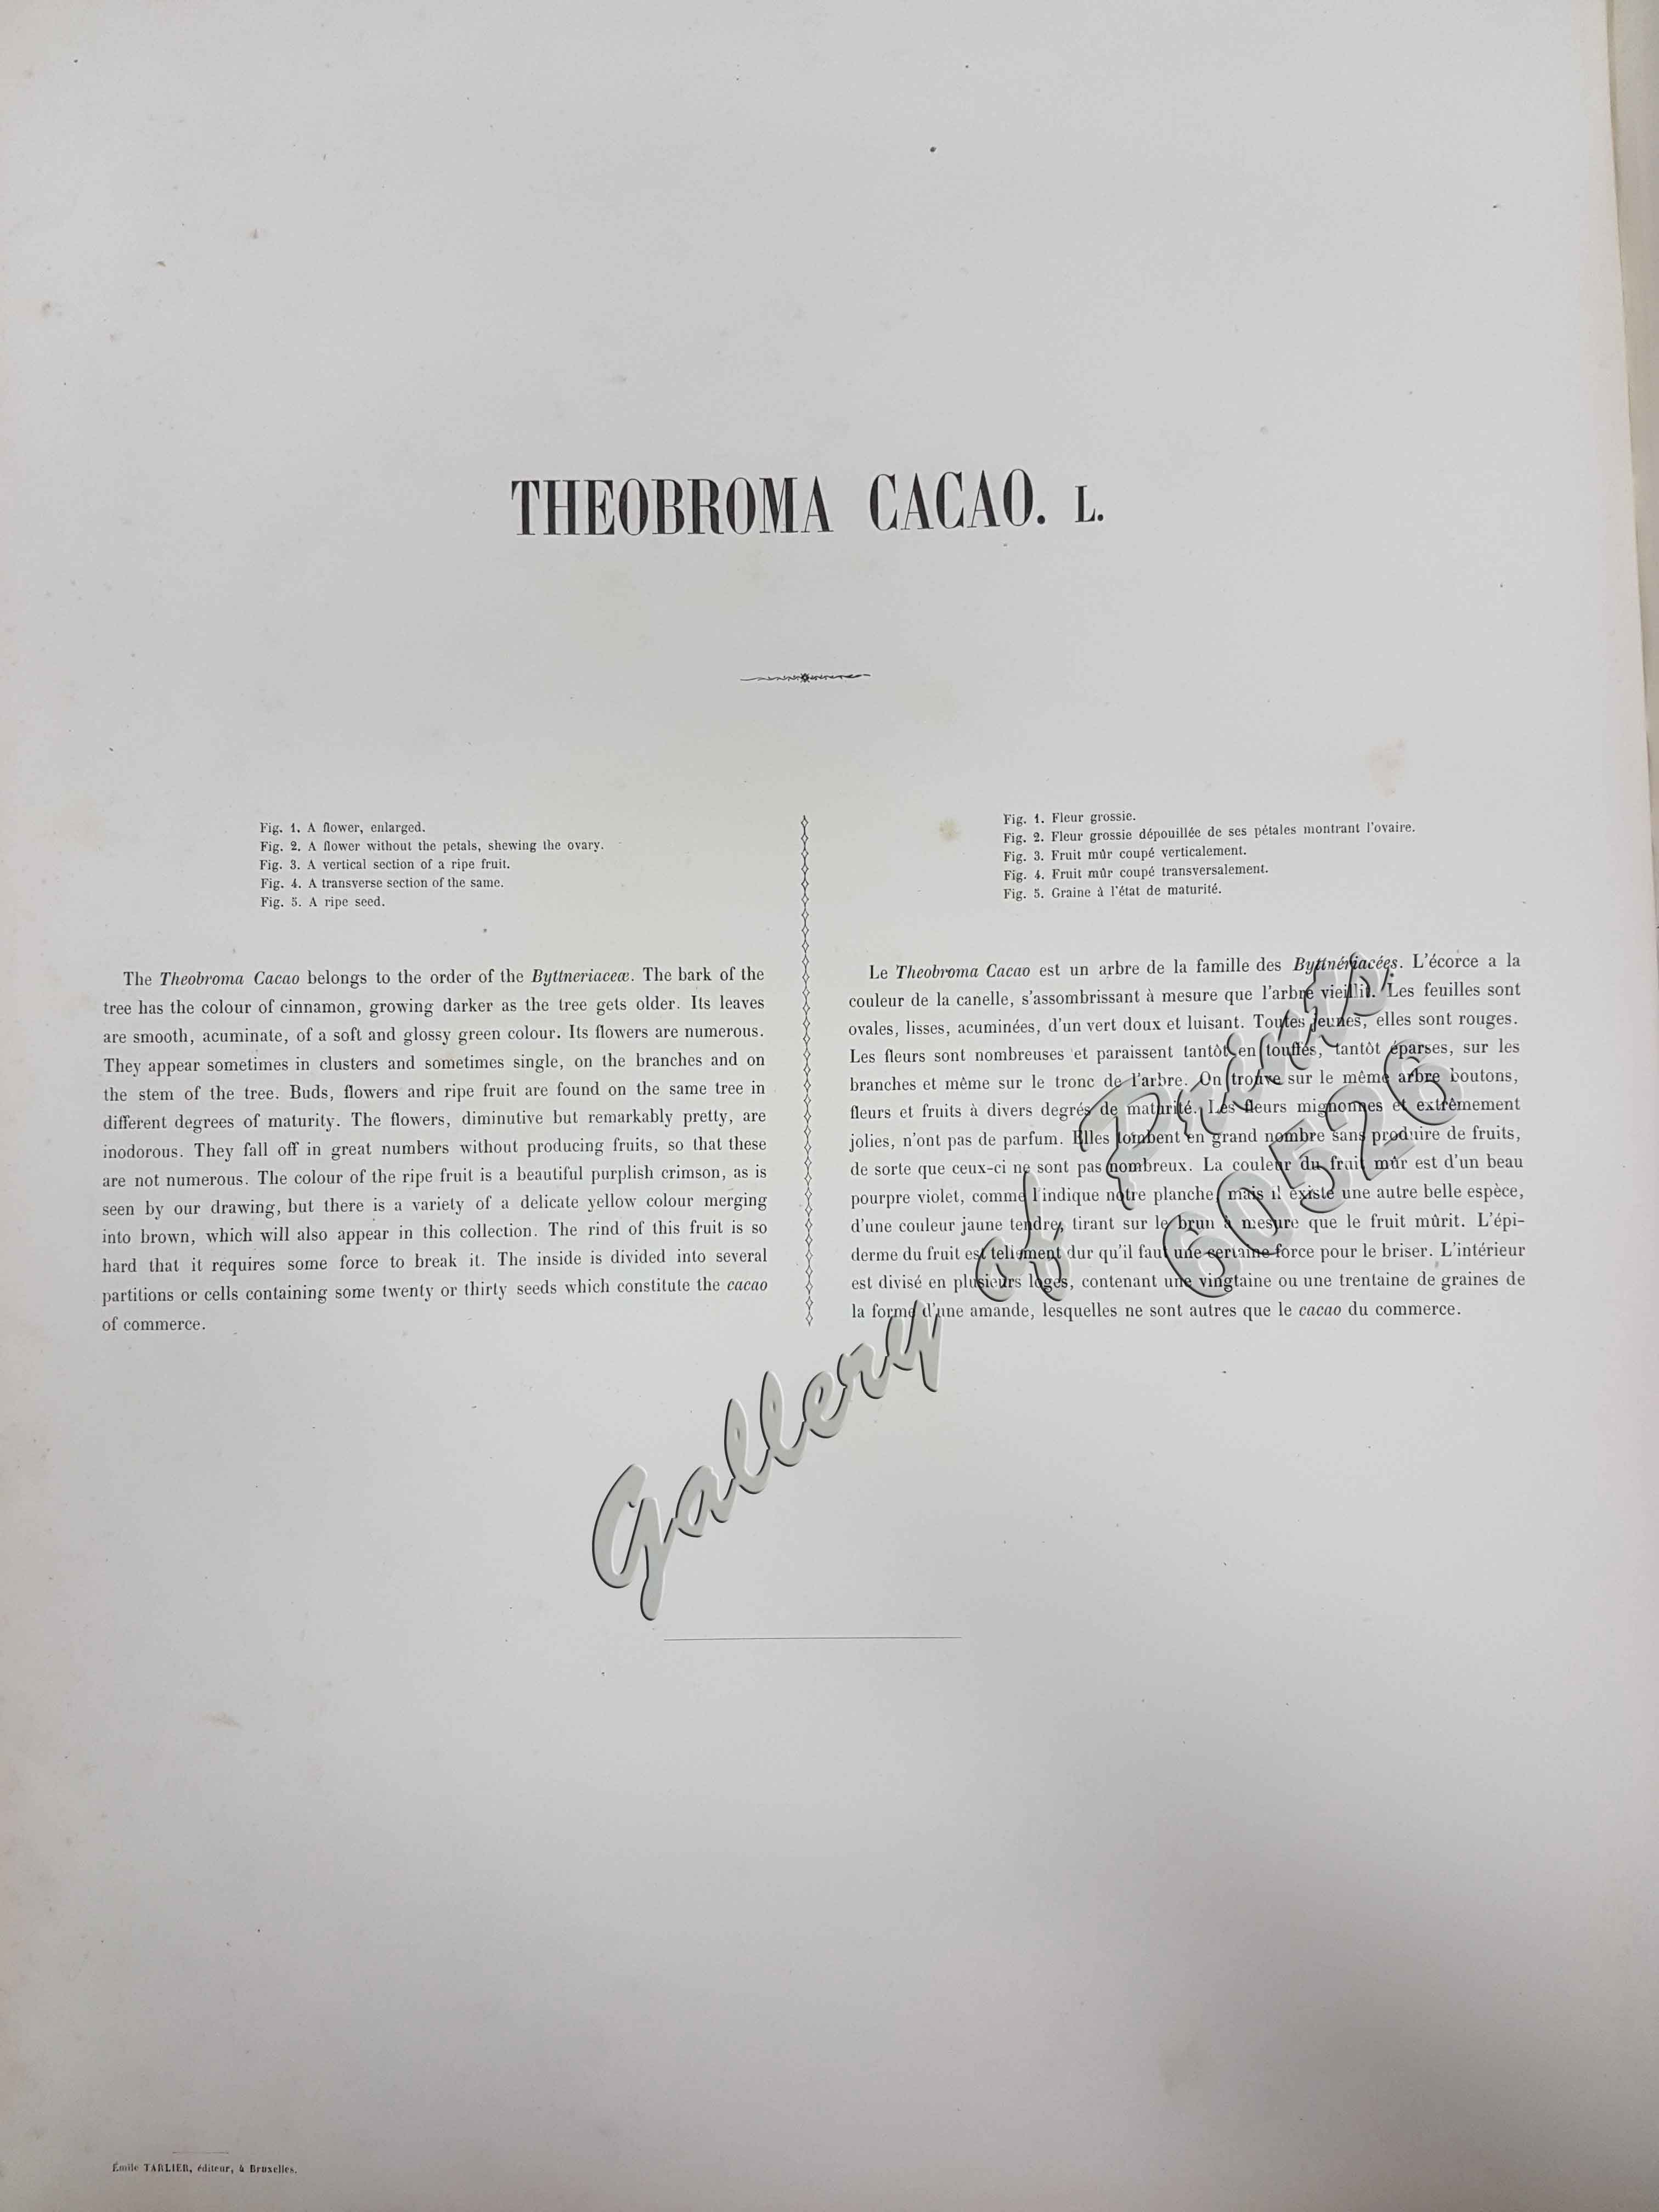 THEOBROMA CACAO. L.
Fig. 1. A flower, enlarged.
Fig. 2. A flower without the petals, shewing the ovary.
Fig. 3. A vertical section of a ripe fruit.
Fig. 4. A transverse section of the same.
Fig. 5. A ripe seed.
The Theobroma Cacao belongs to the order of the Byttneriaceæ. The bark of the
tree has the colour of cinnamon, growing darker as the tree gets older. Its leaves
are smooth, acuminate, of a soft and glossy green colour. Its flowers are numerous.
They appear sometimes in clusters and sometimes single, on the branches and on
the stem of the tree. Buds, flowers and ripe fruit are found on the same tree in
different degrees of maturity. The flowers, diminutive but remarkably pretty, are
inodorous. They fall off in great numbers without producing fruits, so that these
are not numerous. The colour of the ripe fruit is a beautiful purplish crimson, as is
seen by our drawing, but there is a variety of a delicate yellow colour merging
into brown, which will also appear in this collection. The rind of this fruit is so
hard that it requires some force to break it. The inside is divided into several
partitions or cells containing some twenty or thirty seeds which constitute the cacao
of commerce.
Fig. 1. Fleur grossie.
Fig. 2. Fleur grossie dépouillée de ses pétales montrant l'ovaire.
Fig. 3. Fruit mûr coupé verticalement.
Fig. 4. Fruit mûr coupé transversalement.
Fig. 5. Graine à l'état de maturité.
Le Theobroma Cacao est un arbre de la famille des Byttnériacées. L'écorce a la
couleur de la canelle, s'assombrissant à mesure que l'arbre vieillit. Les feuilles sont
ovales, lisses, acuminées, d'un vert doux et luisant. Toutes jeunes, elles sont rouges.
Les fleurs sont nombreuses et paraissent tantôt en touffes, tantôt éparses, sur les
branches et même sur le tronc de l'arbre. On trouve sur le même arbre boutons,
fleurs et fruits à divers degrés de maturité. Les fleurs mignonnes et extrêmement
jolies, n'ont pas de parfum. Elles tombent en grand nombre sans produire de fruits,
de sorte que ceux-ci ne sont pas nombreux. La couleur du fruit mûr est d'un beau
pourpre violet, comme l'indique notre planche, mais il existe une autre belle espèce,
d'une couleur jaune tendre, tirant sur le brun à mesure que le fruit mûrit. L'épi-
derme du fruit est tellement dur qu'il faut une certaine force pour le briser. L'intérieur
est divisé en plusieurs loges, contenant une vingtaine ou une trentaine de graines de
la forme d'une amande, lesquelles ne sont autres que le cacao du commerce.
Gallery of Prints
60526
Émile TARLIER, éditeur, à Bruxelles.